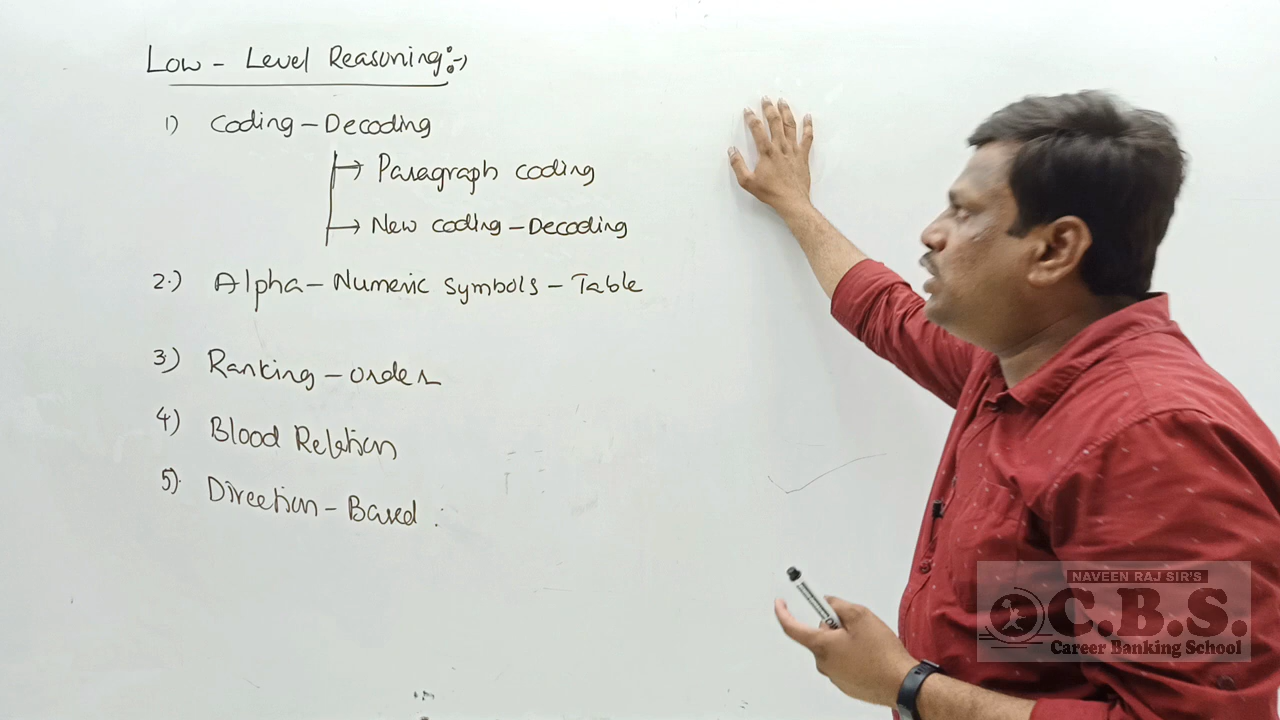 Low - Level Reasoning :-)
1) Coding - Decoding
→ Paragraph coding
→ New coding - Decoding
2.) Alpha - Numeric Symbols - Table
3) Ranking - order
4) Blood Relation
5). Direction - Based :
NAVEEN RAJ SIR'S
C.B.S.
Career Banking School